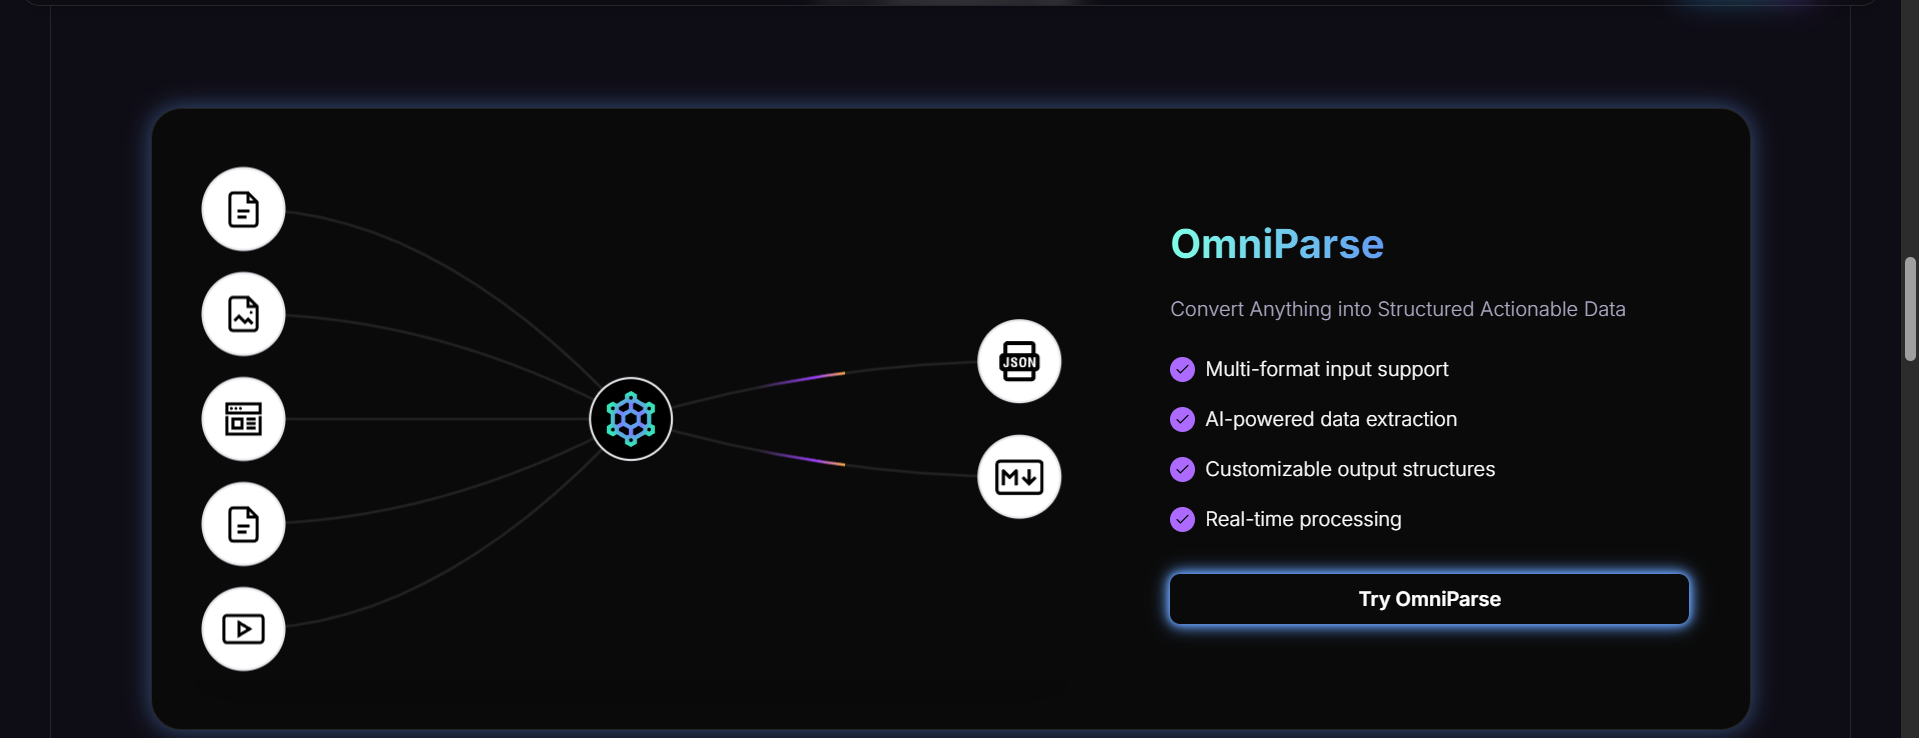 OmniParse
Convert Anything into Structured Actionable Data
Multi-format input support
AI-powered data extraction
Customizable output structures
Real-time processing
Try OmniParse
JSON
M